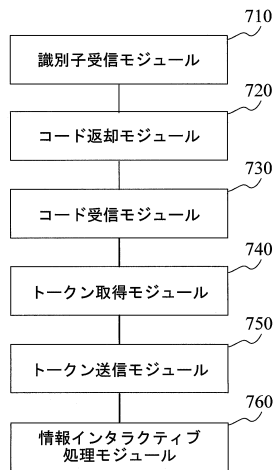 710
識別子受信モジュール
720
コード返却モジュール
730
コード受信モジュール
740
トークン取得モジュール
750
トークン送信モジュール
760
情報インタラクティブ
処理モジュール